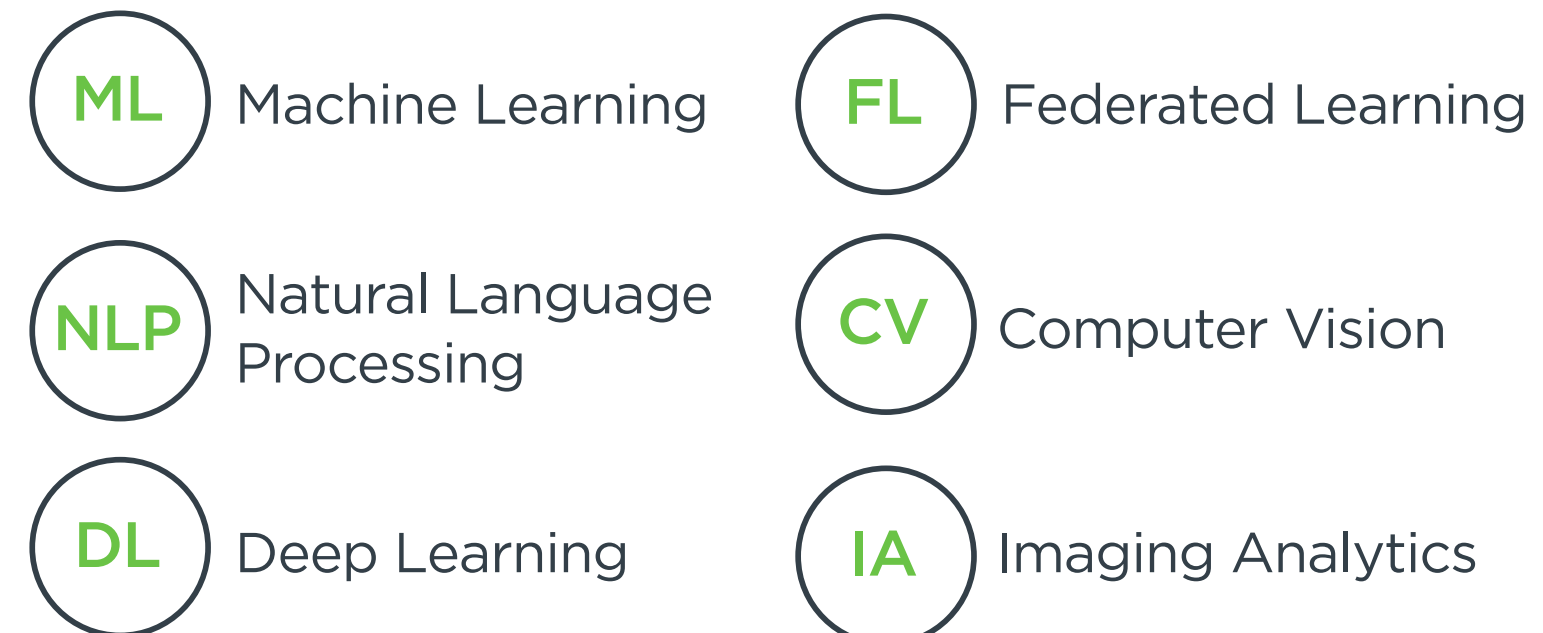 ML
Machine Learning
FL
Federated Learning
NLP
Natural Language
Processing
CV
Computer Vision
DL
Deep Learning
IA
Imaging Analytics